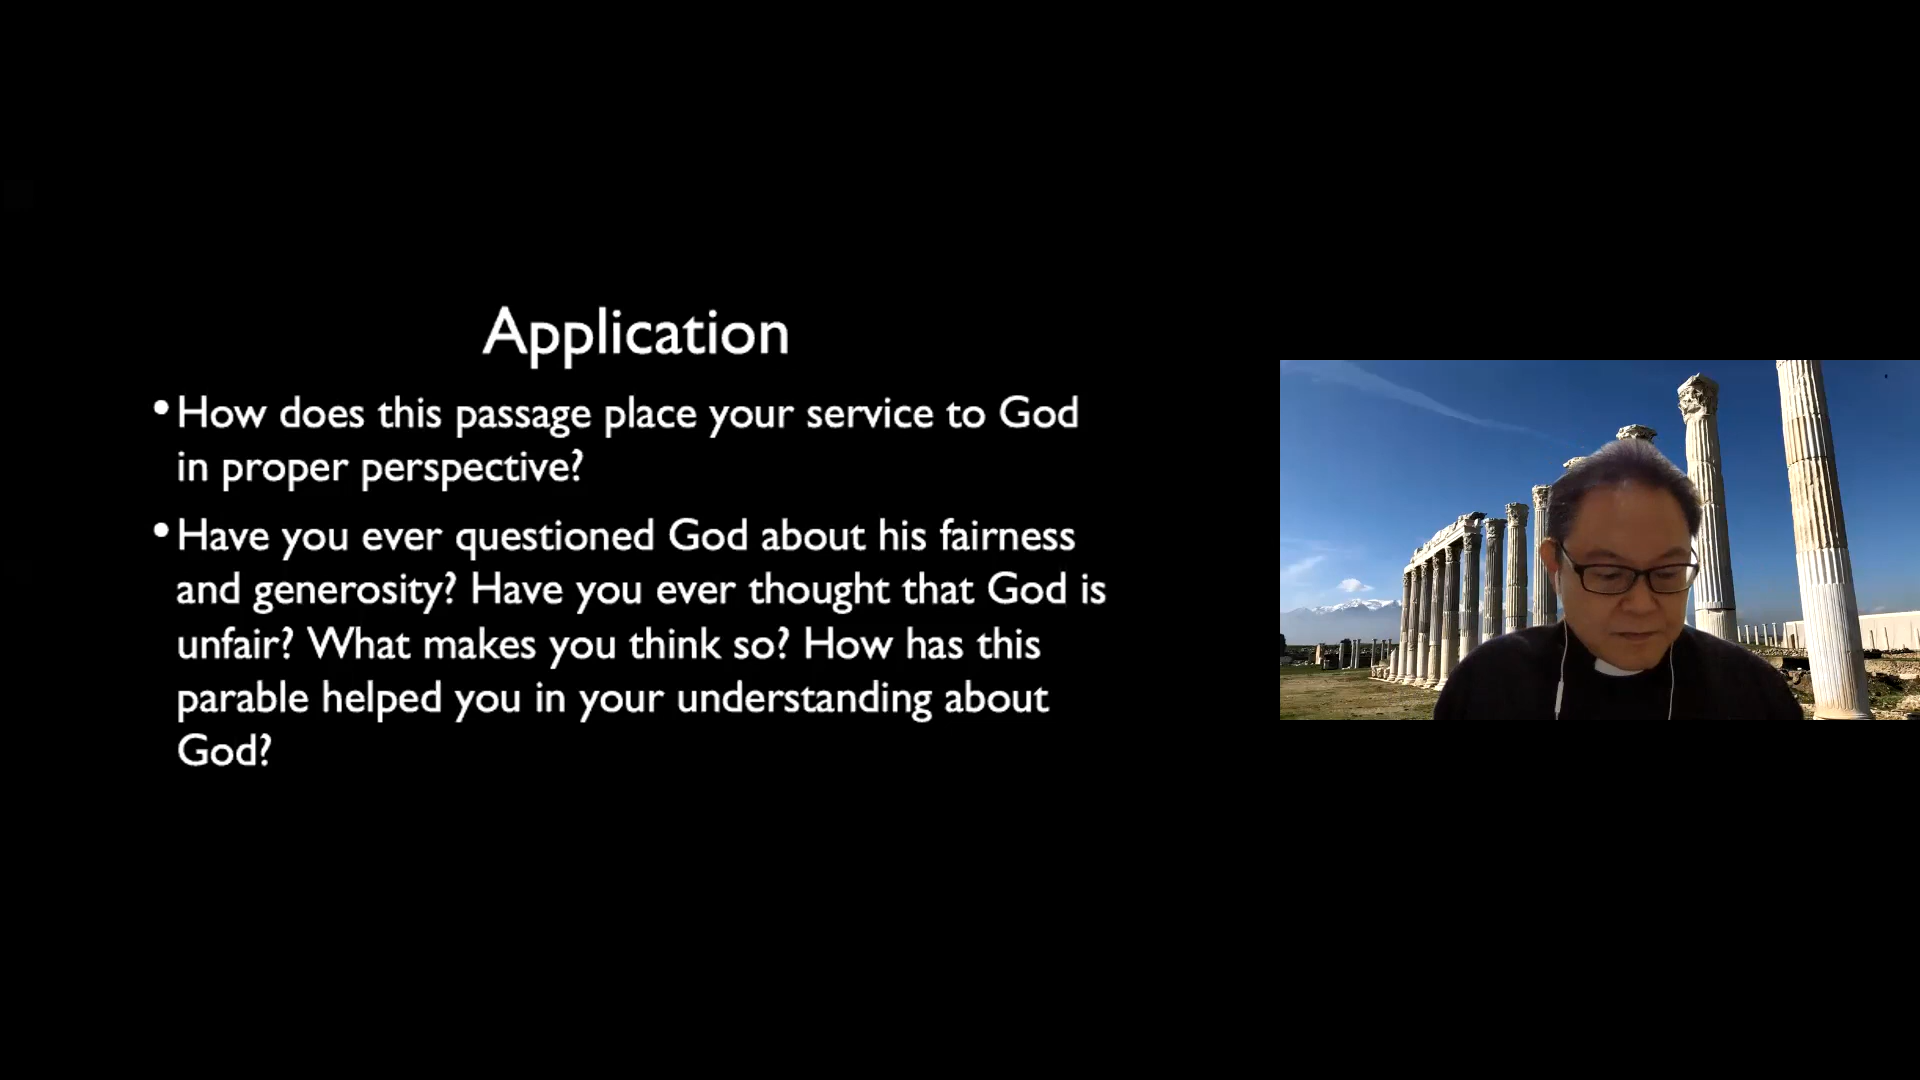 Application
•How does this passage place your service to God
in proper perspective?
•Have you ever questioned God about his fairness
and generosity? Have you ever thought that God is
unfair? What makes you think so? How has this
parable helped you in your understanding about
God?